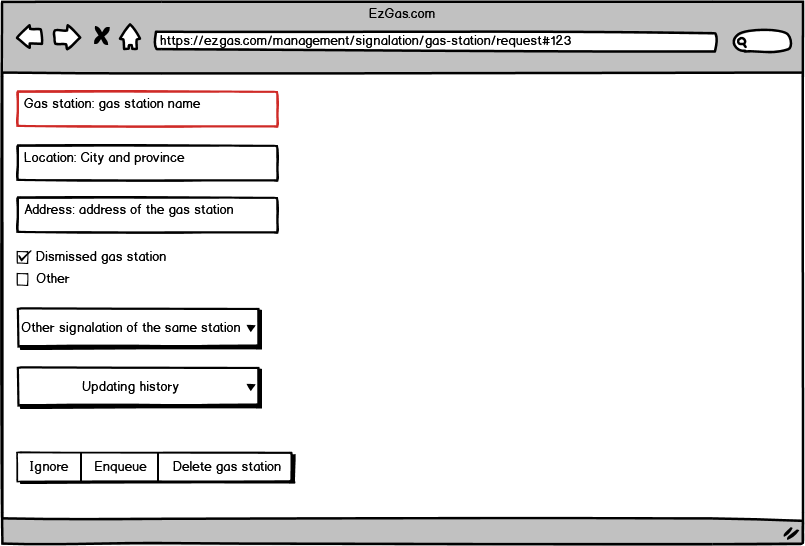 EzGas.com
https://ezgas.com/management/signalation/gas-station/request#123
Gas station: gas station name
Location: City and province
Address: address of the gas station
Dismissed gas station
Other
Other signalation of the same station
Updating history
Ignore Enqueue Delete gas station